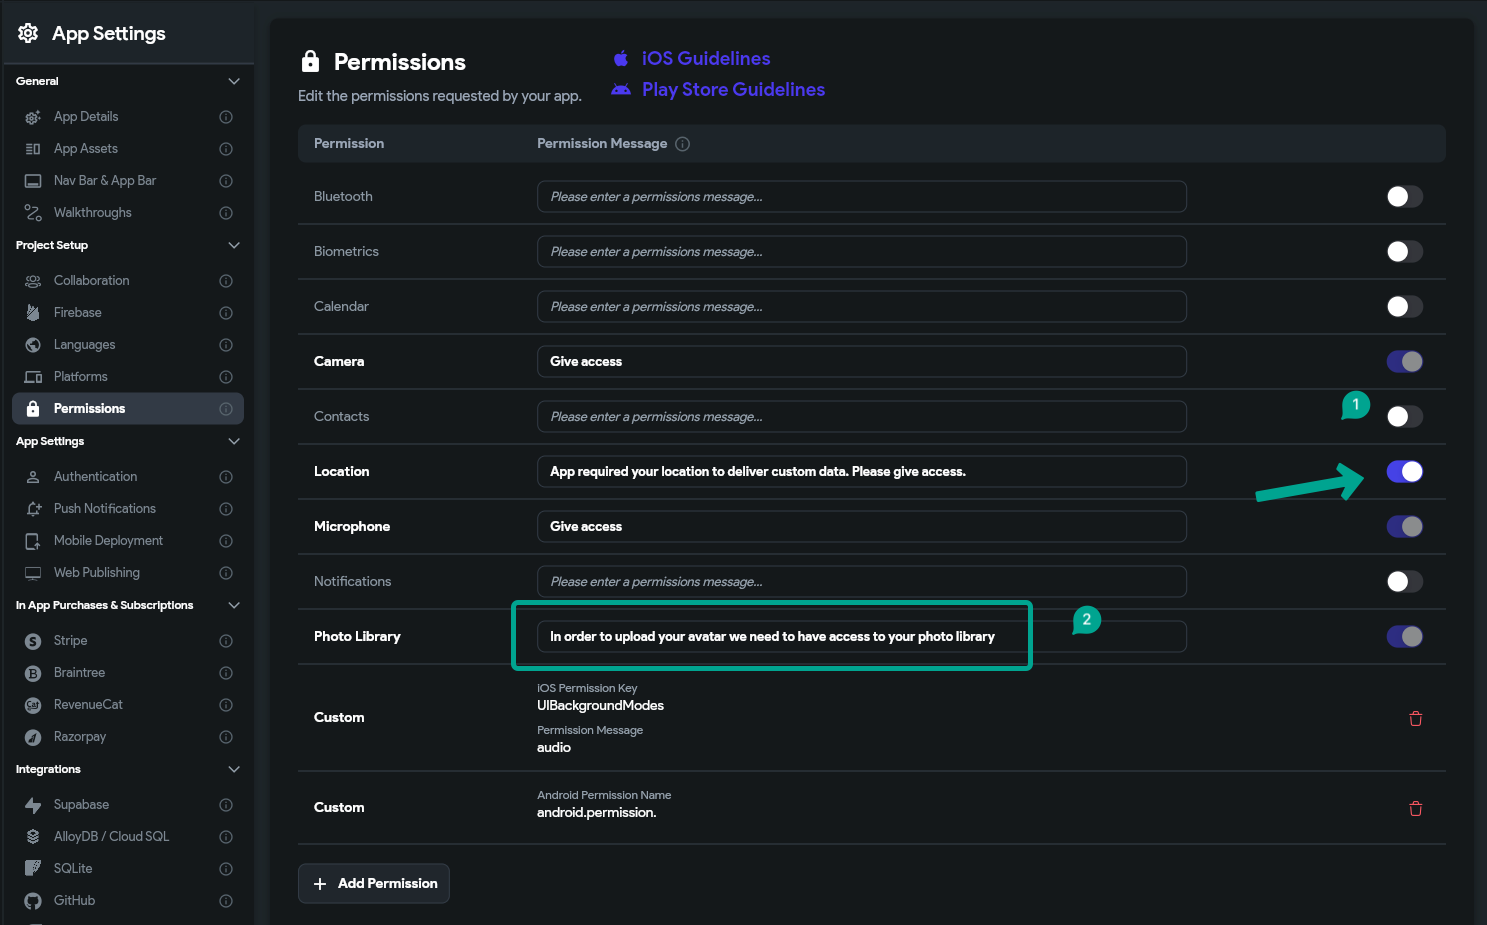 App Settings
General
App Details
App Assets
Nav Bar & App Bar
Walkthroughs
Project Setup
Collaboration
Firebase
Languages
Platforms
Permissions
App Settings
Authentication
Push Notifications
Mobile Deployment
Web Publishing
In App Purchases & Subscriptions
Stripe
Braintree
RevenueCat
Razorpay
Integrations
Supabase
AlloyDB / Cloud SQL
SQLite
GitHub
Permissions
Edit the permissions requested by your app.
iOS Guidelines
Play Store Guidelines
Permission Permission Message
Bluetooth Please enter a permissions message...
Biometrics Please enter a permissions message...
Calendar Please enter a permissions message...
Camera Give access
Contacts Please enter a permissions message... 1
Location App required your location to deliver custom data. Please give access.
Microphone Give access
Notifications Please enter a permissions message...
Photo Library In order to upload your avatar we need to have access to your photo library 2
Custom
iOS Permission Key
UIBackgroundModes
Permission Message
audio
Custom
Android Permission Name
android.permission.
Add Permission